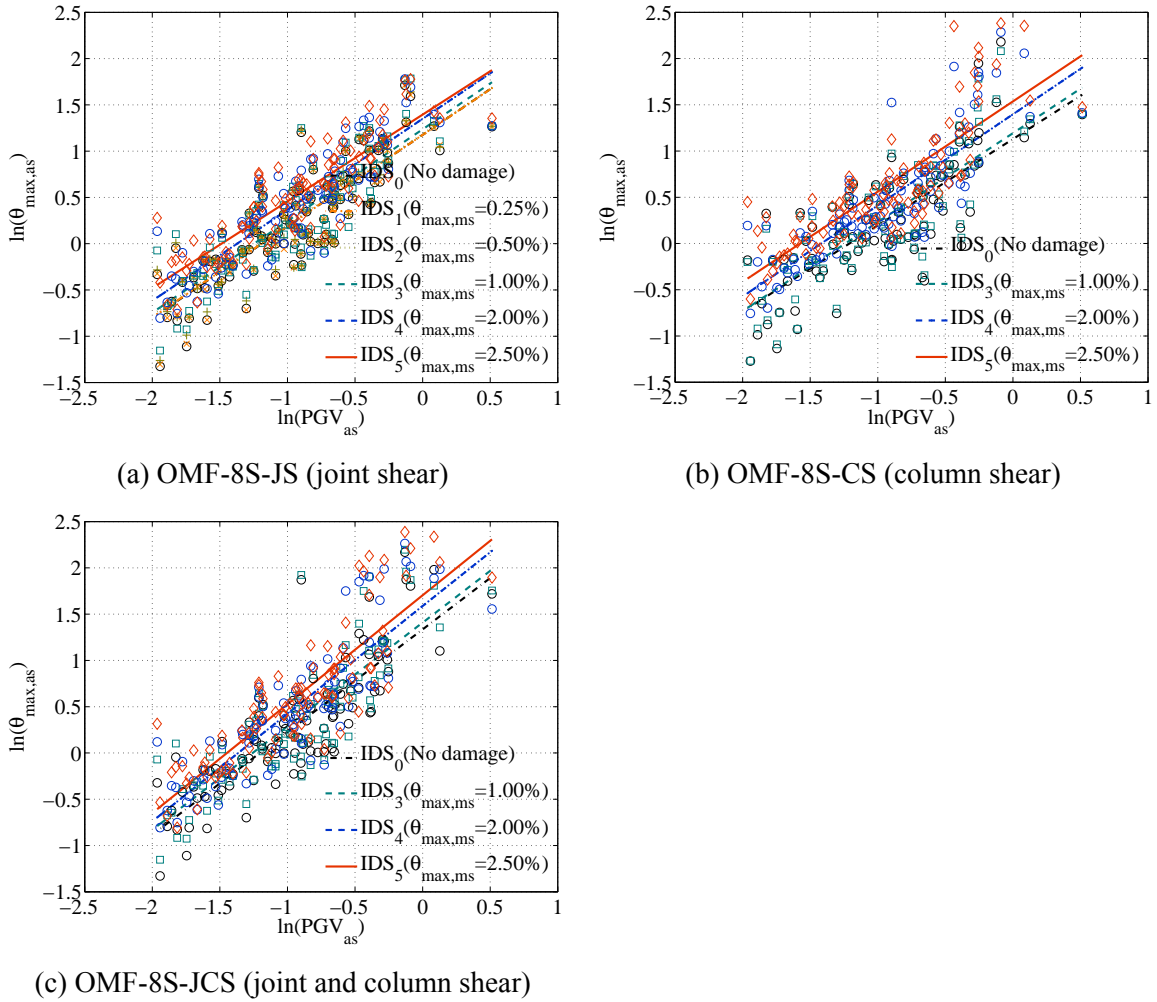 2.5
2
1.5
1
0.5
0
−0.5
−1
−1.5
ln(θmax,as)
IDS0(No damage)
IDS1(θmax,ms=0.25%)
IDS2(θmax,ms=0.50%)
IDS3(θmax,ms=1.00%)
IDS4(θmax,ms=2.00%)
IDS5(θmax,ms=2.50%)
−2.5 −2 −1.5 −1 −0.5 0 0.5 1
ln(PGVas)
(a) OMF-8S-JS (joint shear)
2.5
2
1.5
1
0.5
0
−0.5
−1
−1.5
ln(θmax,as)
IDS0(No damage)
IDS3(θmax,ms=1.00%)
IDS4(θmax,ms=2.00%)
IDS5(θmax,ms=2.50%)
−2.5 −2 −1.5 −1 −0.5 0 0.5 1
ln(PGVas)
(b) OMF-8S-CS (column shear)
2.5
2
1.5
1
0.5
0
−0.5
−1
−1.5
ln(θmax,as)
IDS0(No damage)
IDS3(θmax,ms=1.00%)
IDS4(θmax,ms=2.00%)
IDS5(θmax,ms=2.50%)
−2.5 −2 −1.5 −1 −0.5 0 0.5 1
ln(PGVas)
(c) OMF-8S-JCS (joint and column shear)